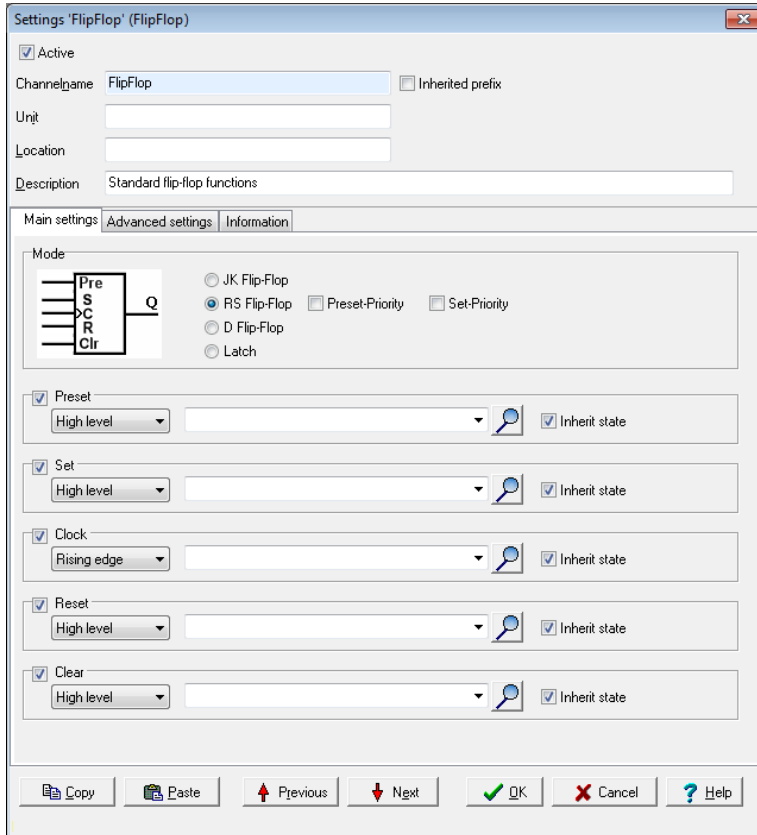 Settings 'FlipFlop' (FlipFlop)
Active
Channelname FlipFlop Inherited prefix
Unit
Location
Description Standard flip-flop functions
Main settings Advanced settings Information
Mode
Pre
S
C
R
Clr
Q
JK Flip-Flop
RS Flip-Flop Preset-Priority Set-Priority
D Flip-Flop
Latch
Preset
High level Inherit state
Set
High level Inherit state
Clock
Rising edge Inherit state
Reset
High level Inherit state
Clear
High level Inherit state
Copy Paste Previous Next OK Cancel Help